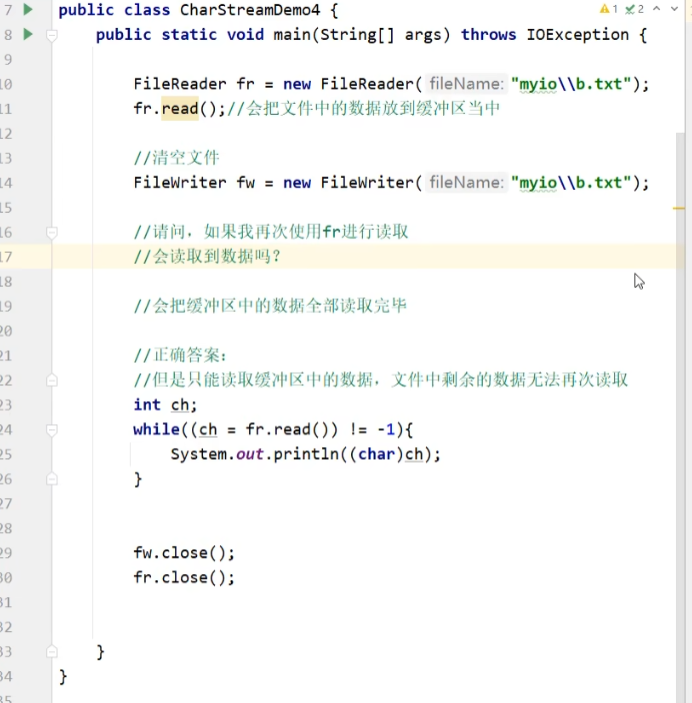 7 public class CharStreamDemo4 { 1 2
8 public static void main(String[] args) throws IOException {
9
10 FileReader fr = new FileReader( fileName: "myio\\b.txt");
11 fr.read();//会把文件中的数据放到缓冲区当中
12
13 //清空文件
14 FileWriter fw = new FileWriter( fileName: "myio\\b.txt");
15
16 //请问，如果我再次使用fr进行读取
17 //会读取到数据吗？
18
19 //会把缓冲区中的数据全部读取完毕
20
21 //正确答案：
22 //但是只能读取缓冲区中的数据，文件中剩余的数据无法再次读取
23 int ch;
24 while((ch = fr.read()) != -1){
25 System.out.println((char)ch);
26 }
27
28
29 fw.close();
30 fr.close();
31
32
33 }
34 }
35